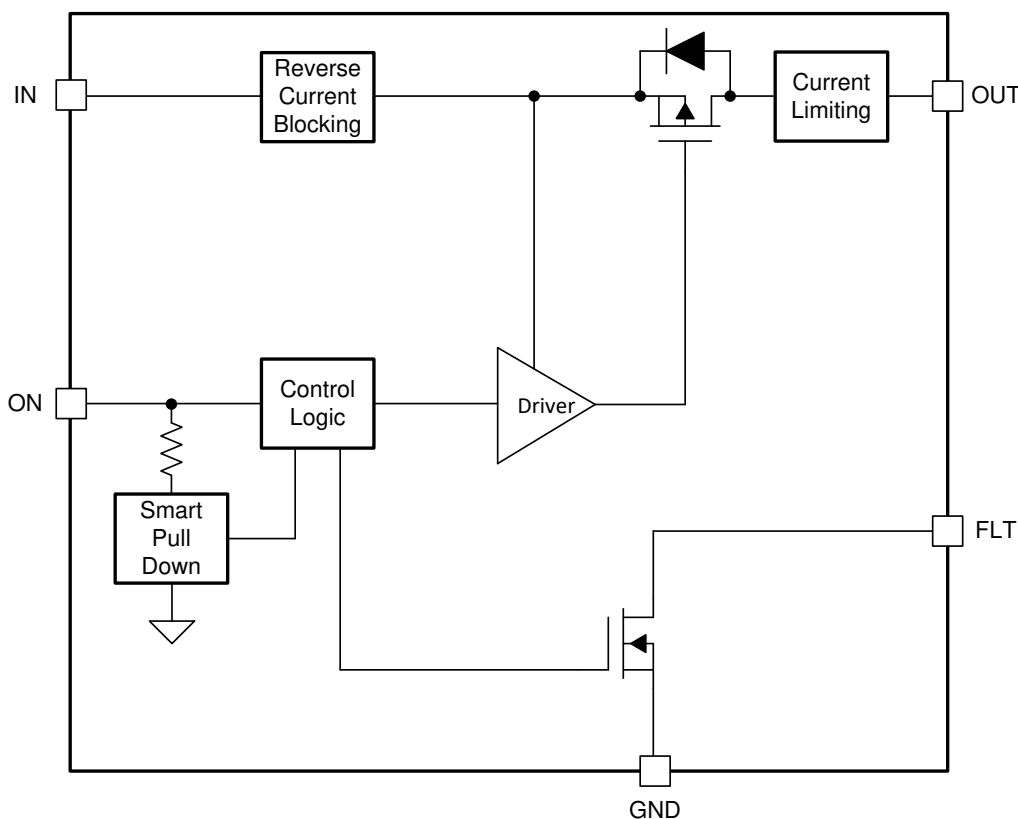 IN
Reverse
Current
Blocking
Current
Limiting
OUT
ON
Control
Logic
Driver
Smart
Pull
Down
FLT
GND